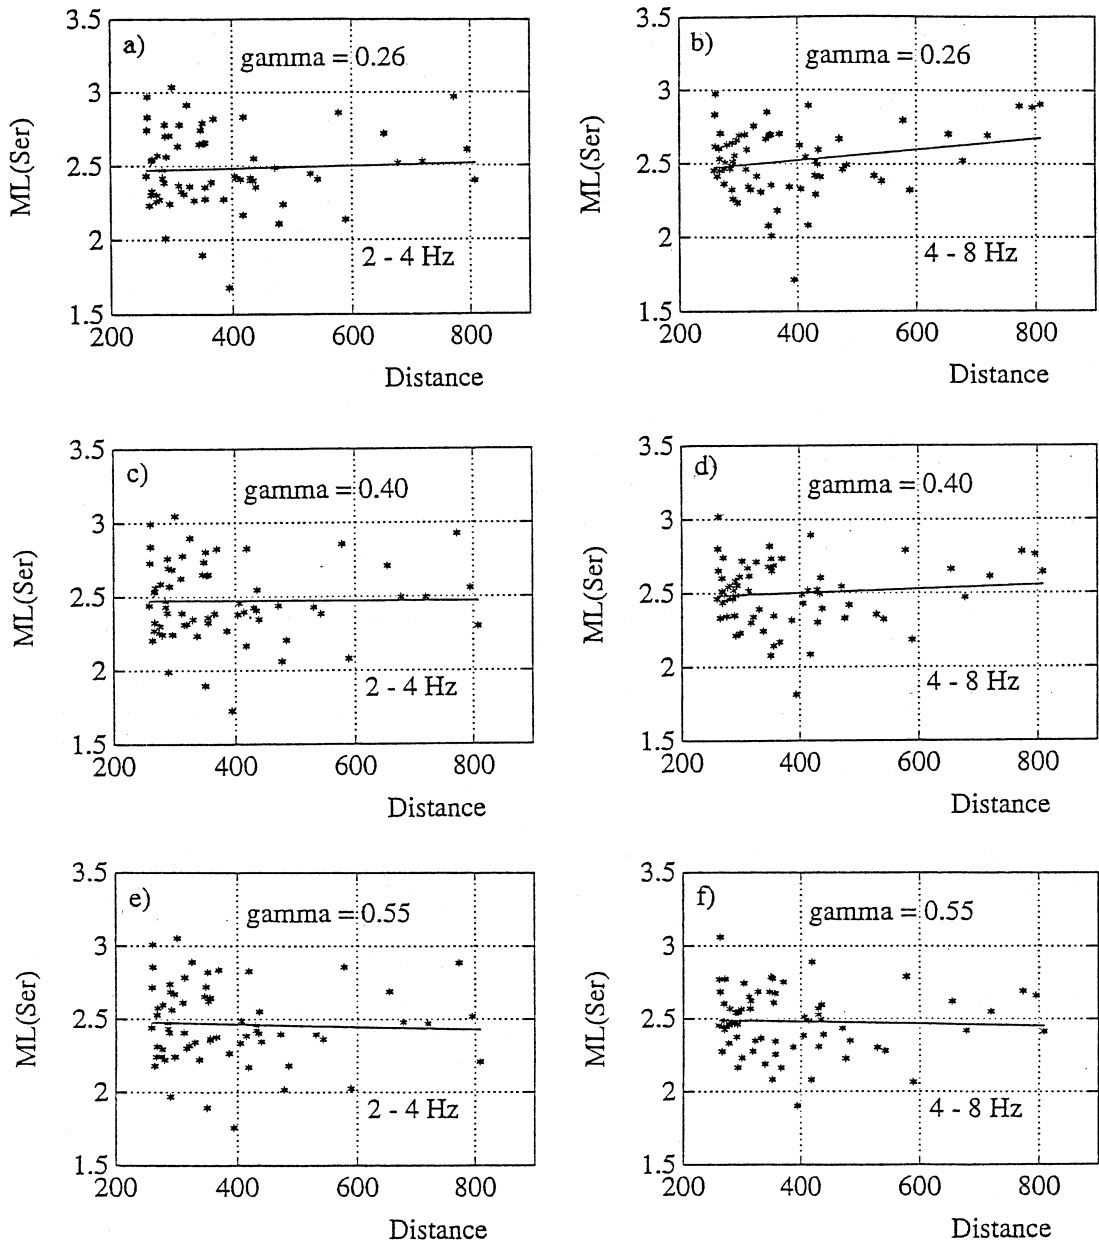 a)
gamma = 0.26
2 - 4 Hz
ML(Ser)
3.5
3
2.5
2
1.5
200 400 600 800
Distance
b)
gamma = 0.26
4 - 8 Hz
ML(Ser)
3.5
3
2.5
2
1.5
200 400 600 800
Distance
c)
gamma = 0.40
2 - 4 Hz
ML(Ser)
3.5
3
2.5
2
1.5
200 400 600 800
Distance
d)
gamma = 0.40
4 - 8 Hz
ML(Ser)
3.5
3
2.5
2
1.5
200 400 600 800
Distance
e)
gamma = 0.55
2 - 4 Hz
ML(Ser)
3.5
3
2.5
2
1.5
200 400 600 800
Distance
f)
gamma = 0.55
4 - 8 Hz
ML(Ser)
3.5
3
2.5
2
1.5
200 400 600 800
Distance